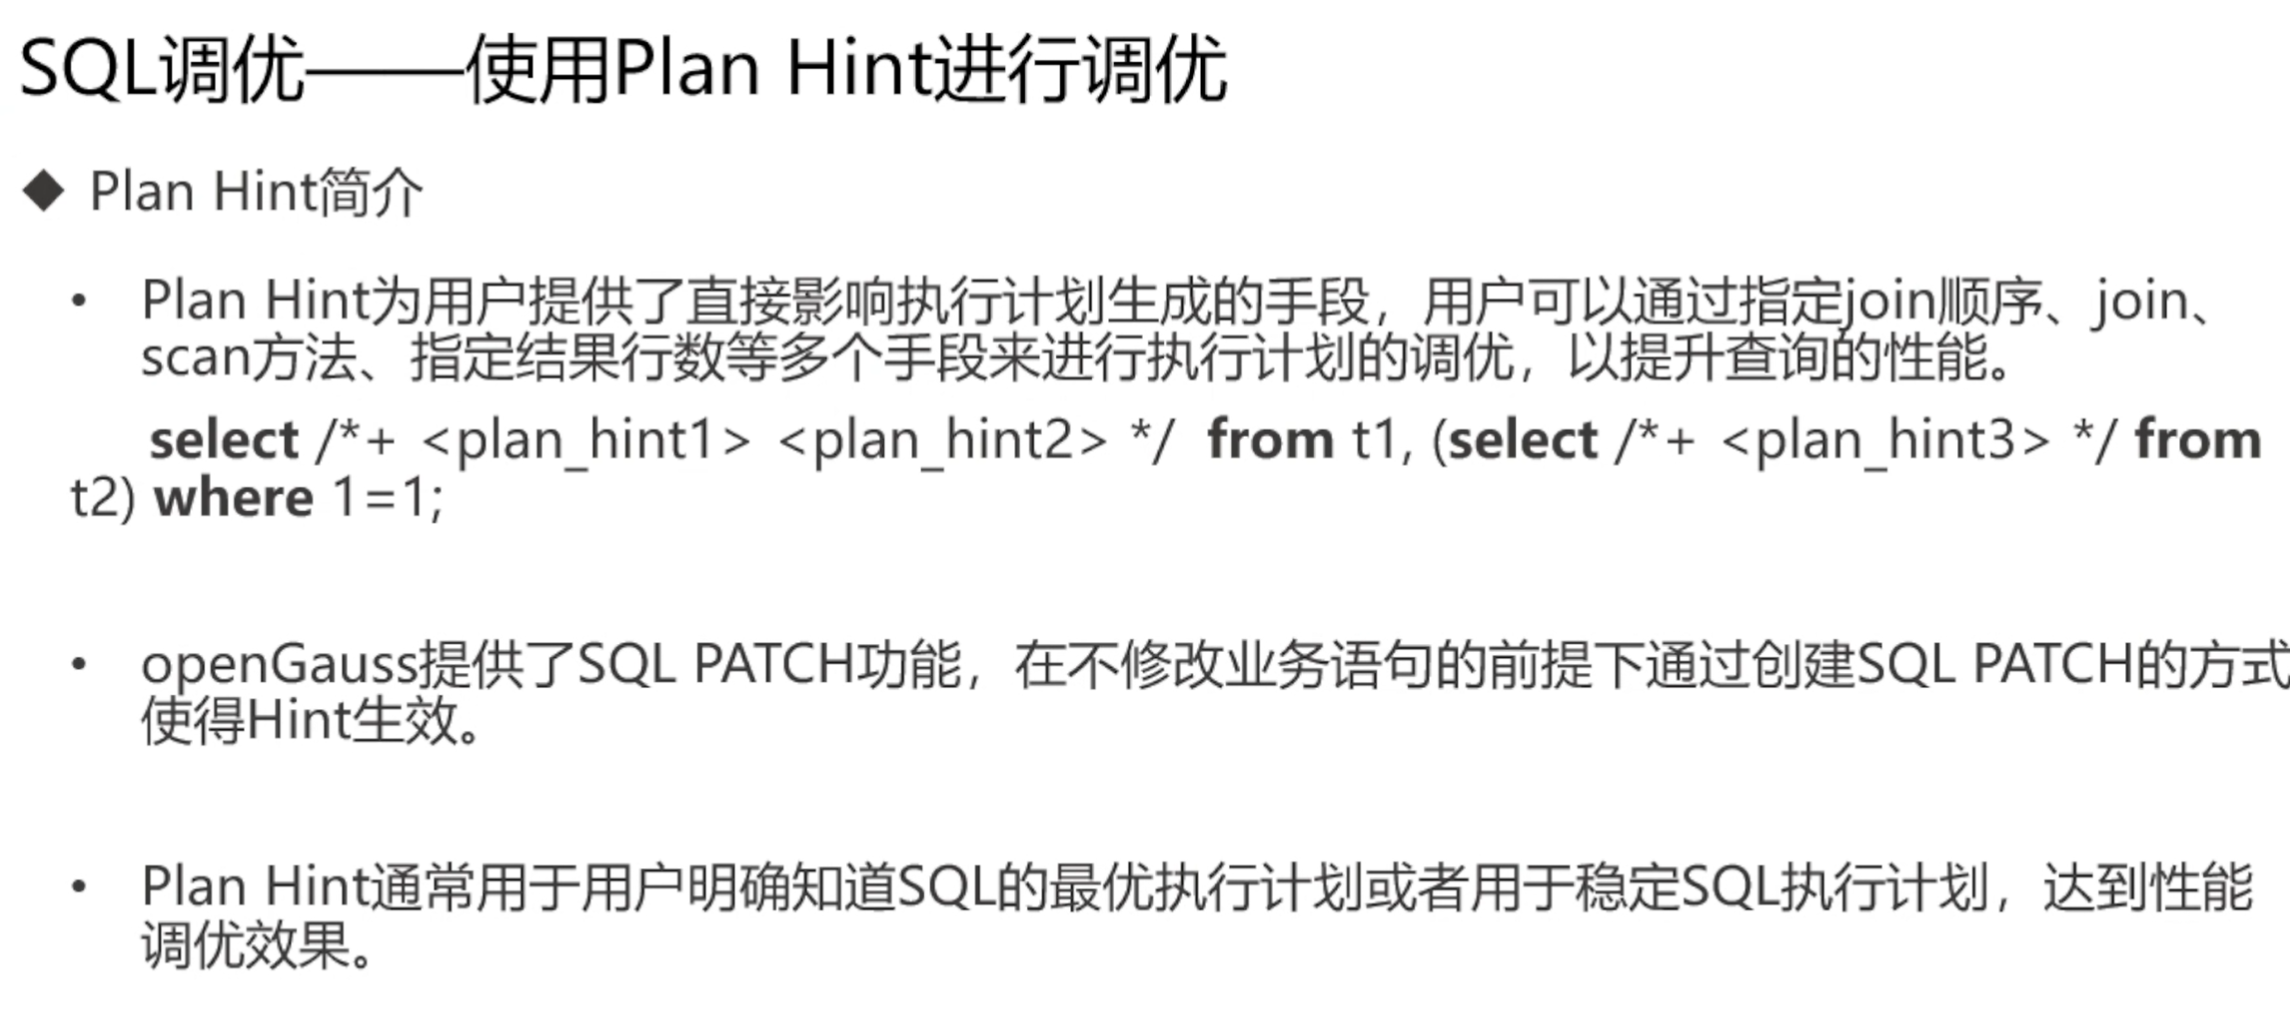 SQL调优——使用Plan Hint进行调优
◆ Plan Hint简介
• Plan Hint为用户提供了直接影响执行计划生成的手段，用户可以通过指定join顺序、join、
scan方法、指定结果行数等多个手段来进行执行计划的调优，以提升查询的性能。
select /*+ <plan_hint1> <plan_hint2> */ from t1, (select /*+ <plan_hint3> */ from
t2) where 1=1;
• openGauss提供了SQL PATCH功能，在不修改业务语句的前提下通过创建SQL PATCH的方式
使得Hint生效。
• Plan Hint通常用于用户明确知道SQL的最优执行计划或者用于稳定SQL执行计划，达到性能
调优效果。